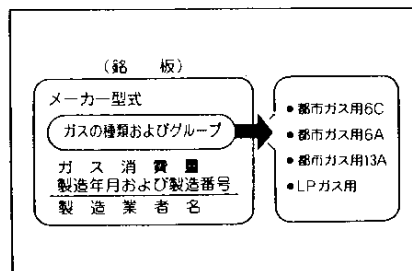 （銘　板）
メーカー型式
ガスの種類およびグループ
ガス消費量
製造年月および製造番号
製造業者名
●都市ガス用6C
●都市ガス用6A
●都市ガス用13A
●LPガス用